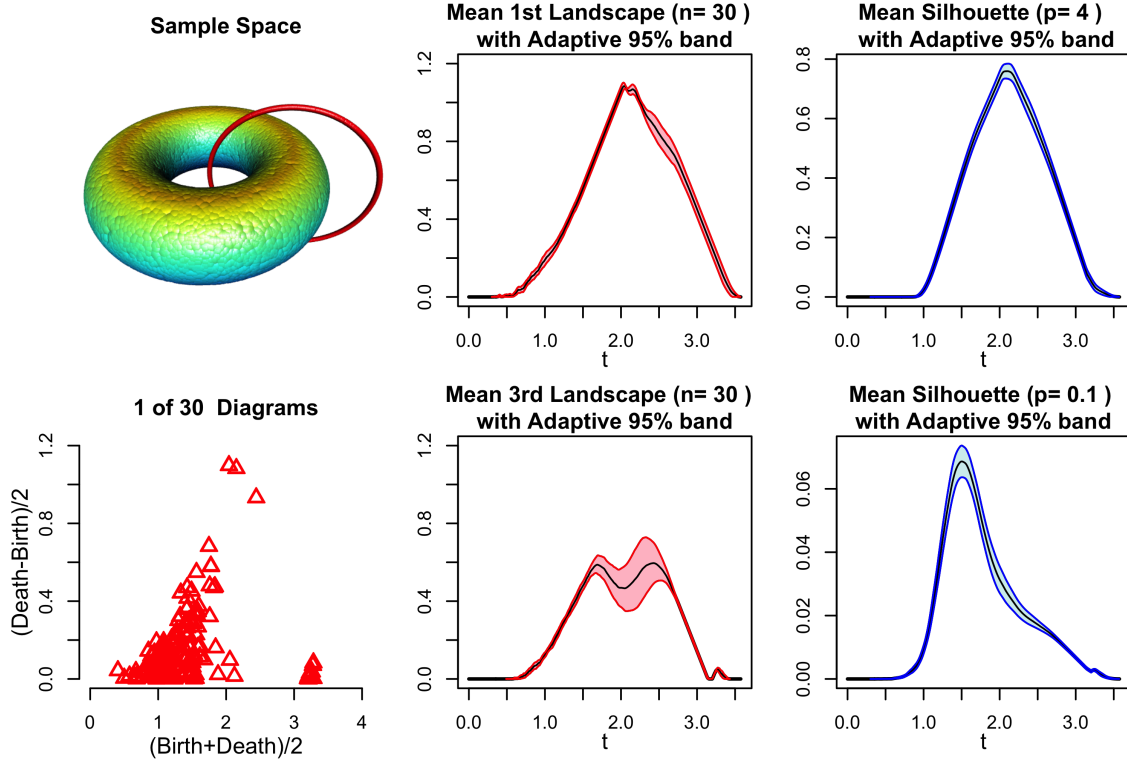 Sample Space
Mean 1st Landscape (n= 30 )
with Adaptive 95% band
0.0 0.4 0.8 1.2
0.0 1.0 2.0 3.0
t
Mean Silhouette (p= 4 )
with Adaptive 95% band
0.0 0.2 0.4 0.6 0.8
0.0 1.0 2.0 3.0
t
1 of 30 Diagrams
(Death-Birth)/2
0.0 0.4 0.8 1.2
0 1 2 3 4
(Birth+Death)/2
Mean 3rd Landscape (n= 30 )
with Adaptive 95% band
0.0 0.4 0.8 1.2
0.0 1.0 2.0 3.0
t
Mean Silhouette (p= 0.1 )
with Adaptive 95% band
0.00 0.02 0.04 0.06
0.0 1.0 2.0 3.0
t